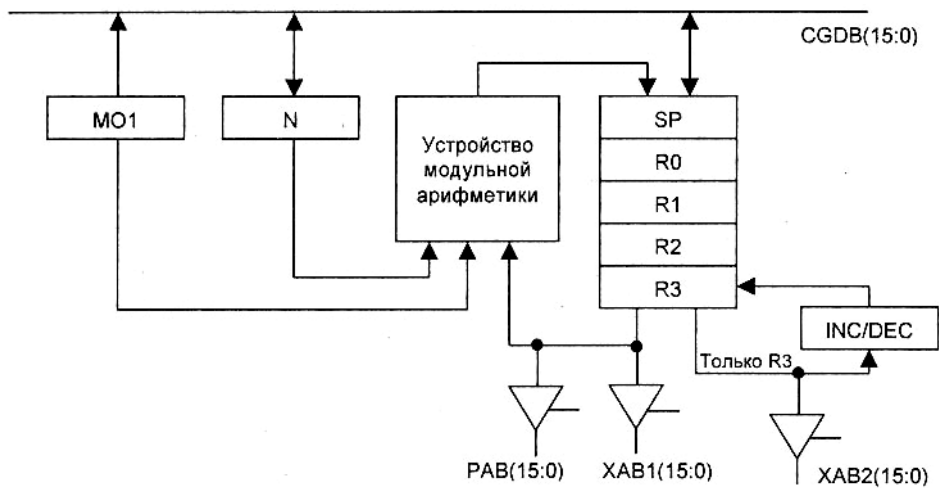 CGDB(15:0)
MO1
N
Устройство
модульной
арифметики
SP
R0
R1
R2
R3
INC/DEC
Только R3
PAB(15:0)
XAB1(15:0)
XAB2(15:0)